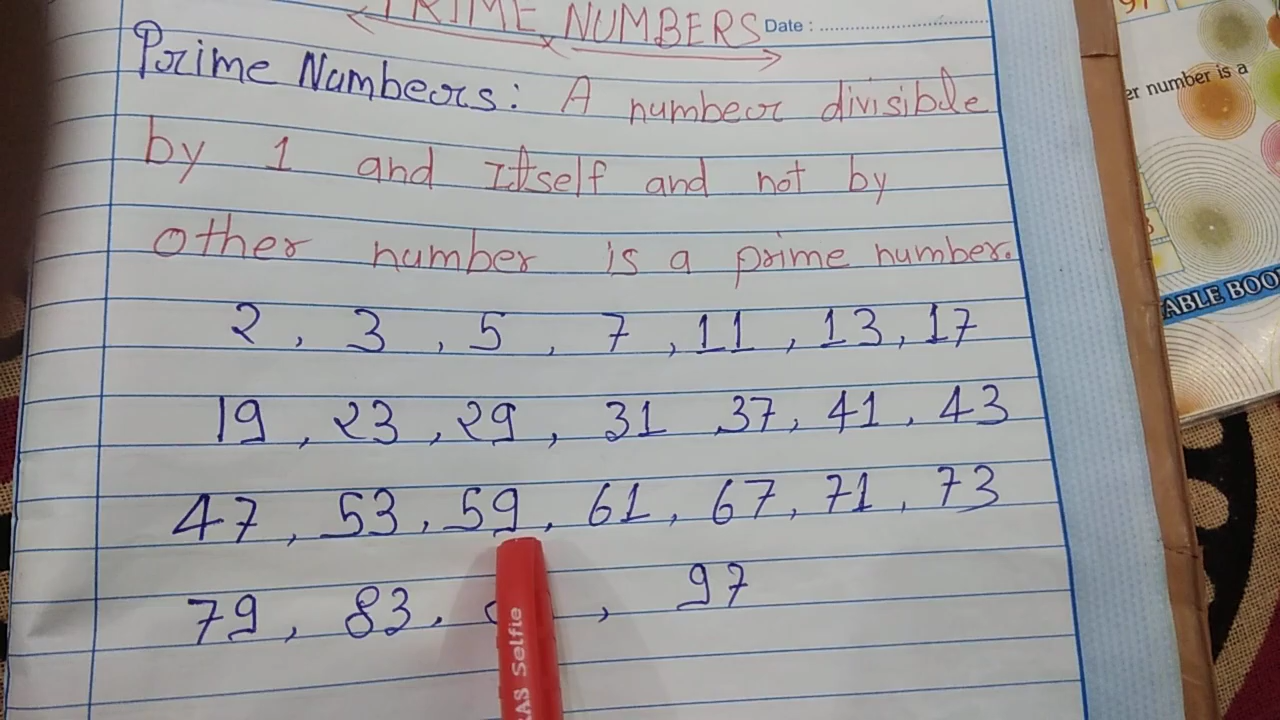 PRIME NUMBERS Date :
Prime Numbers: A number divisible
by 1 and Itself and not by
other number is a prime number.
2, 3, 5, 7, 11, 13, 17
19, 23, 29, 31, 37, 41, 43
47, 53, 59, 61, 67, 71, 73
79, 83, , 97
AAS Selfie
97
er number is a
ABLE BOO